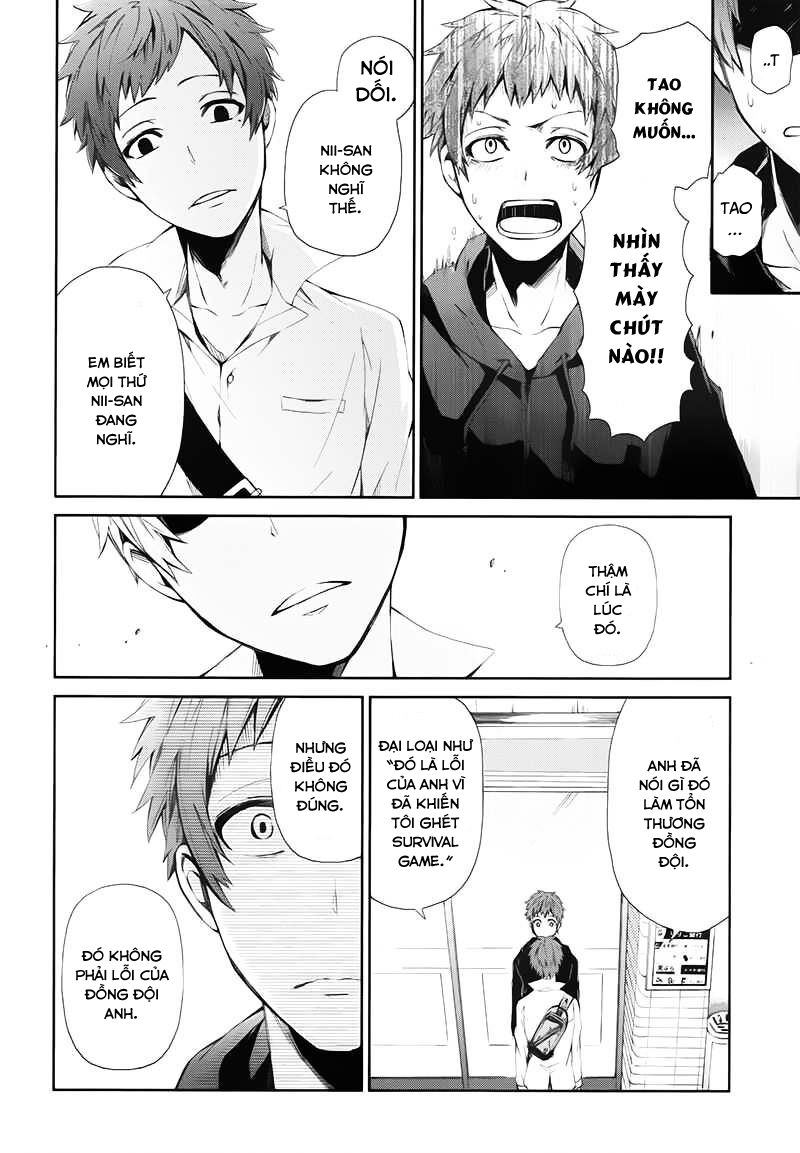 ..T
TAO
...
TAO
KHÔNG
MUỐN...
NHÌN
THẤY
MÀY
CHÚT
NÀO!!
NÓI
DỐI.
NII-SAN
KHÔNG
NGHĨ
THẾ.
EM BIẾT
MỌI THỨ
NII-SAN
ĐANG
NGHĨ.
THẬM
CHÍ LÀ
LÚC
ĐÓ.
ANH ĐÃ
NÓI GÌ ĐÓ
LÀM TỔN
THƯƠNG
ĐỒNG
ĐỘI.
ĐẠI LOẠI NHƯ
“ĐÓ LÀ LỖI
CỦA ANH VÌ
ĐÃ KHIẾN
TÔI GHÉT
SURVIVAL
GAME.”
NHƯNG
ĐIỀU ĐÓ
KHÔNG
ĐÚNG.
ĐÓ KHÔNG
PHẢI LỖI CỦA
ĐỒNG ĐỘI
ANH.